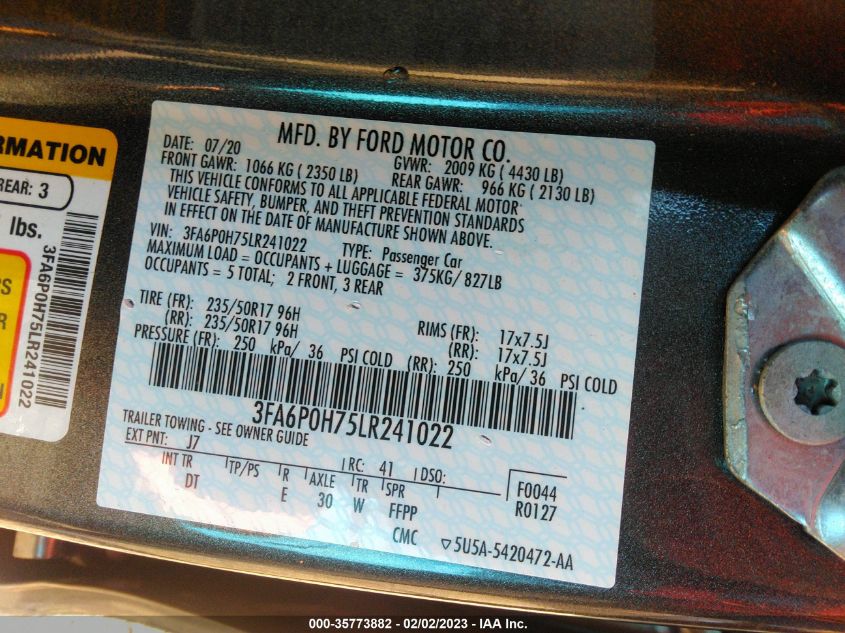 MFD. BY FORD MOTOR CO.
DATE: 07/20 GVWR: 2009 KG ( 4430 LB)
FRONT GAWR: 1066 KG ( 2350 LB) REAR GAWR: 966 KG ( 2130 LB)
THIS VEHICLE CONFORMS TO ALL APPLICABLE FEDERAL MOTOR
VEHICLE SAFETY, BUMPER, AND THEFT PREVENTION STANDARDS
IN EFFECT ON THE DATE OF MANUFACTURE SHOWN ABOVE.
VIN: 3FA6P0H75LR241022 TYPE: Passenger Car
MAXIMUM LOAD = OCCUPANTS + LUGGAGE = 375KG/ 827LB
OCCUPANTS = 5 TOTAL; 2 FRONT, 3 REAR
TIRE (FR): 235/50R17 96H RIMS (FR): 17x7.5J
(RR): 235/50R17 96H (RR): 17x7.5J
PRESSURE (FR): 250 kPa/ 36 PSI COLD (RR): 250 kPa/ 36 PSI COLD
3FA6P0H75LR241022
TRAILER TOWING - SEE OWNER GUIDE
EXT PNT: J7 RC: 41 DSO: F0044
INT TR TP/PS R AXLE TR SPR R0127
DT E 30 W FFPP
CMC 5U5A-5420472-AA
ORMATION
REAR: 3
lbs.
3FA6P0H75LR241022
000-35773882 - 02/02/2023 - IAA Inc.